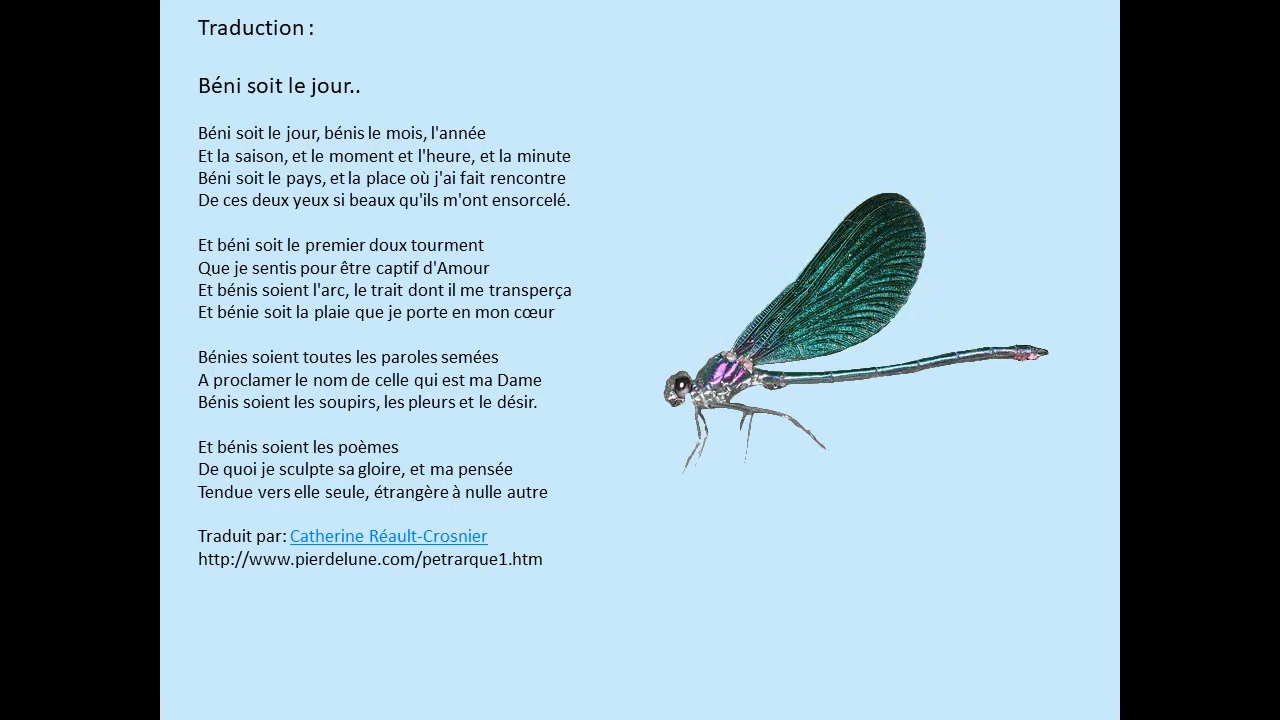 Traduction :
Béni soit le jour..
Béni soit le jour, bénis le mois, l'année
Et la saison, et le moment et l'heure, et la minute
Béni soit le pays, et la place où j'ai fait rencontre
De ces deux yeux si beaux qu'ils m'ont ensorcelé.
Et béni soit le premier doux tourment
Que je sentis pour être captif d'Amour
Et bénis soient l'arc, le trait dont il me transperça
Et bénie soit la plaie que je porte en mon cœur
Bénies soient toutes les paroles semées
A proclamer le nom de celle qui est ma Dame
Bénis soient les soupirs, les pleurs et le désir.
Et bénis soient les poèmes
De quoi je sculpte sa gloire, et ma pensée
Tendue vers elle seule, étrangère à nulle autre
Traduit par: Catherine Réault-Crosnier
http://www.pierdelune.com/petrarque1.htm